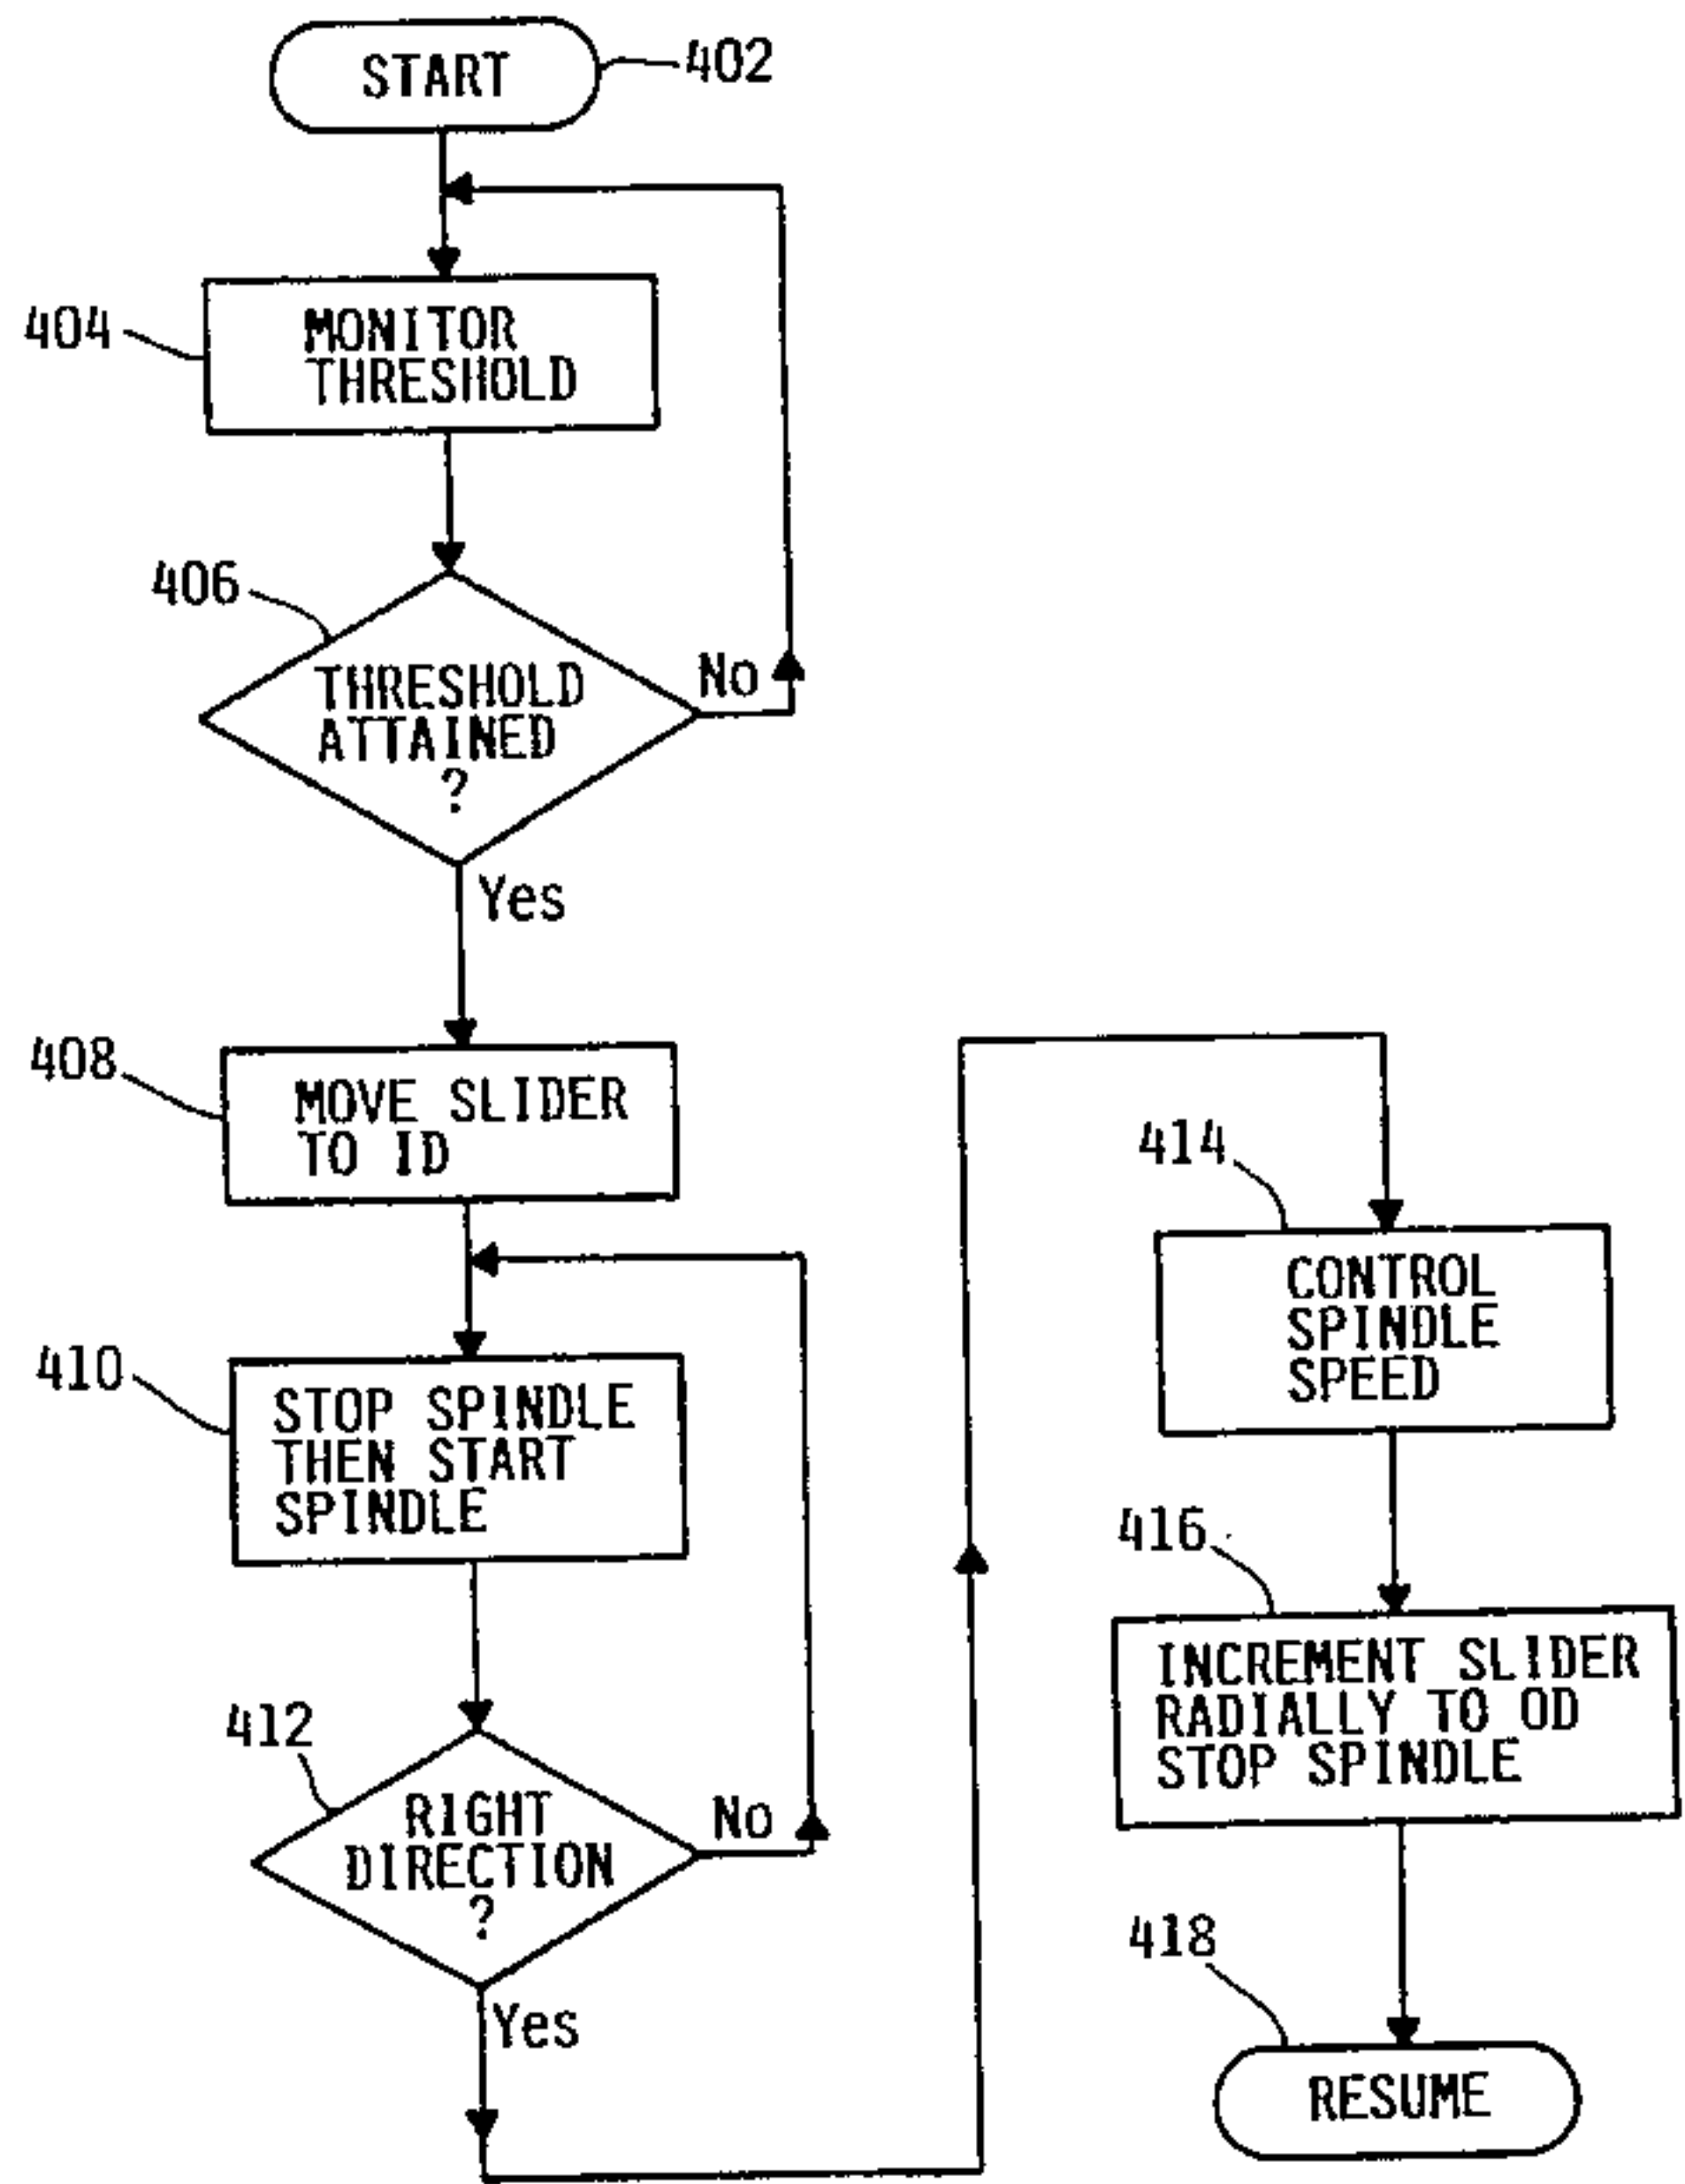 START
402
404
MONITOR
THRESHOLD
406
THRESHOLD
ATTAINED
?
No
Yes
408
MOVE SLIDER
TO ID
410
STOP SPINDLE
THEN START
SPINDLE
412
RIGHT
DIRECTION
?
No
Yes
414
CONTROL
SPINDLE
SPEED
416
INCREMENT SLIDER
RADIALLY TO OD
STOP SPINDLE
418
RESUME